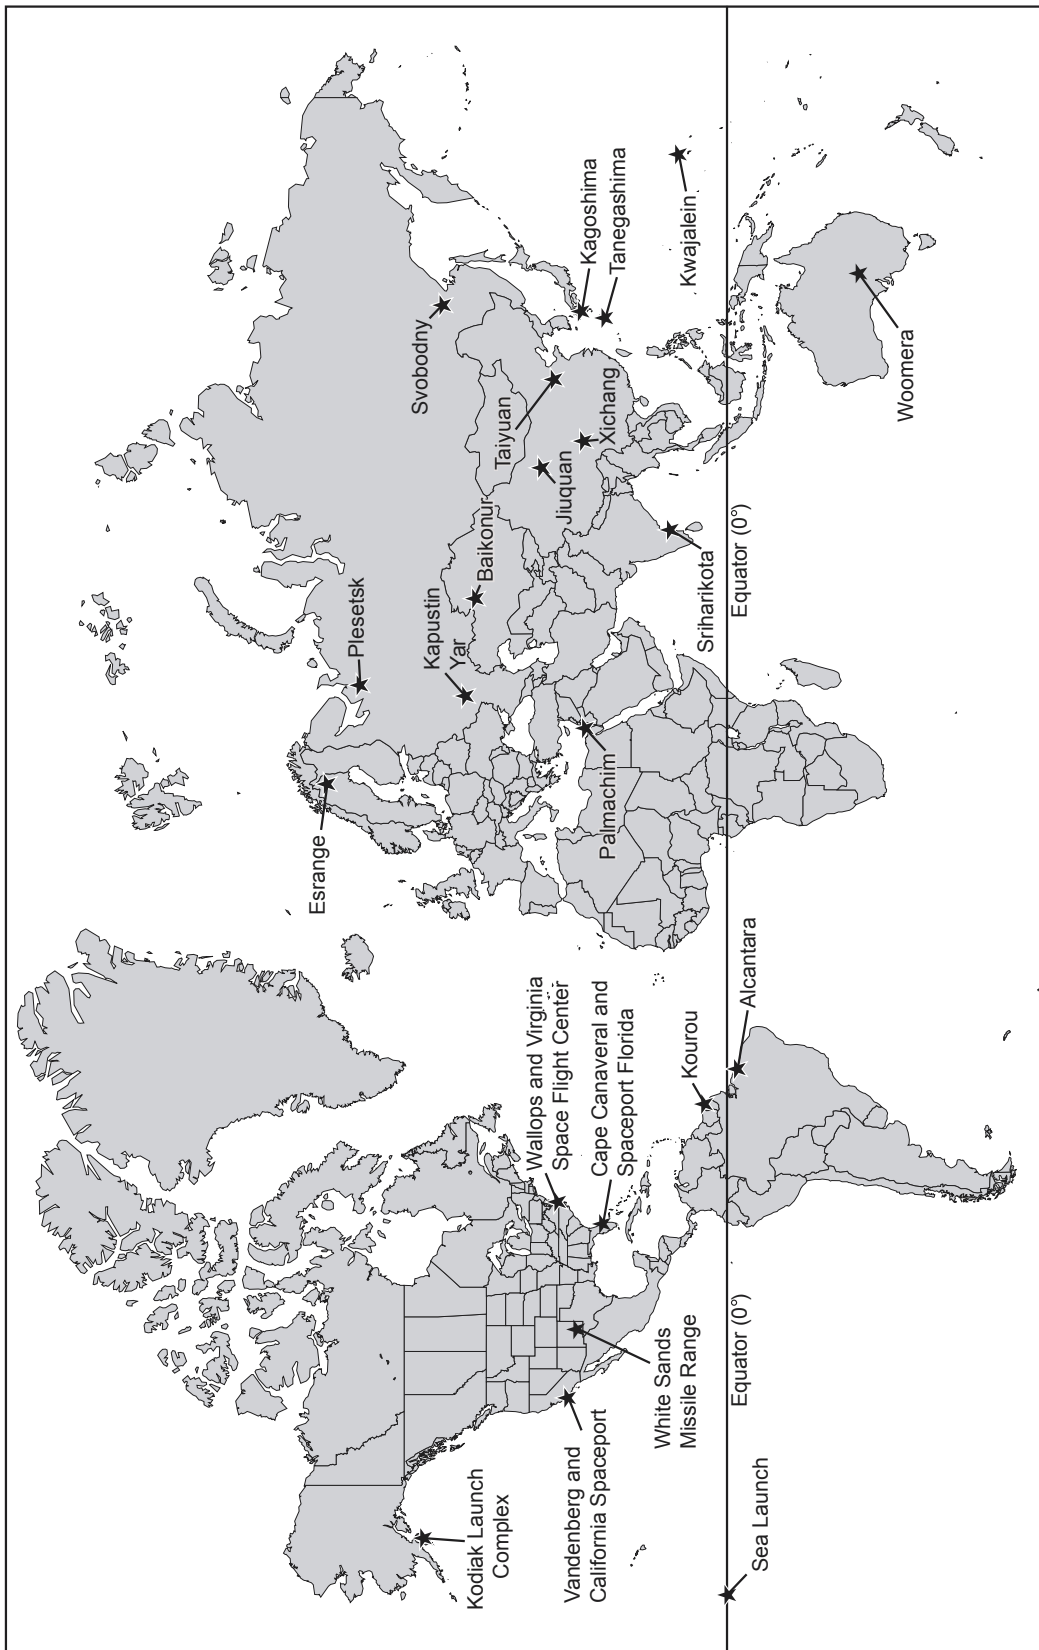 Kodiak Launch
Complex
Vandenberg and
California Spaceport
White Sands
Missile Range
Sea Launch
Equator (0°)
Wallops and Virginia
Space Flight Center
Cape Canaveral and
Spaceport Florida
Kourou
Alcantara
Esrange
Plesetsk
Kapustin
Yar
Baikonur
Palmachim
Svobodny
Taiyuan
Jiuquan
Xichang
Sriharikota
Equator (0°)
Kagoshima
Tanegashima
Kwajalein
Woomera